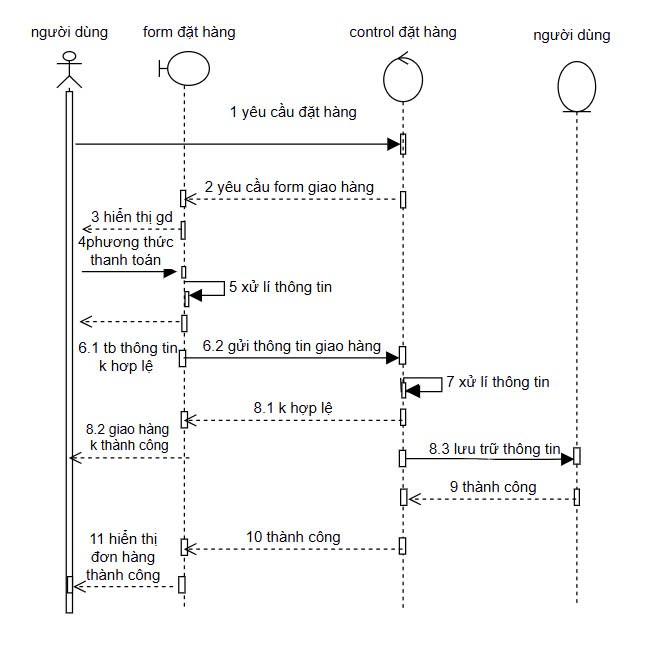 người dùng
form đặt hàng
control đặt hàng
người dùng
1 yêu cầu đặt hàng
2 yêu cầu form giao hàng
3 hiển thị gd
4phương thức
thanh toán
5 xử lí thông tin
6.1 tb thông tin
k hợp lệ
6.2 gửi thông tin giao hàng
7 xử lí thông tin
8.1 k hợp lệ
8.2 giao hàng
k thành công
8.3 lưu trữ thông tin
9 thành công
10 thành công
11 hiển thị
đơn hàng
thành công